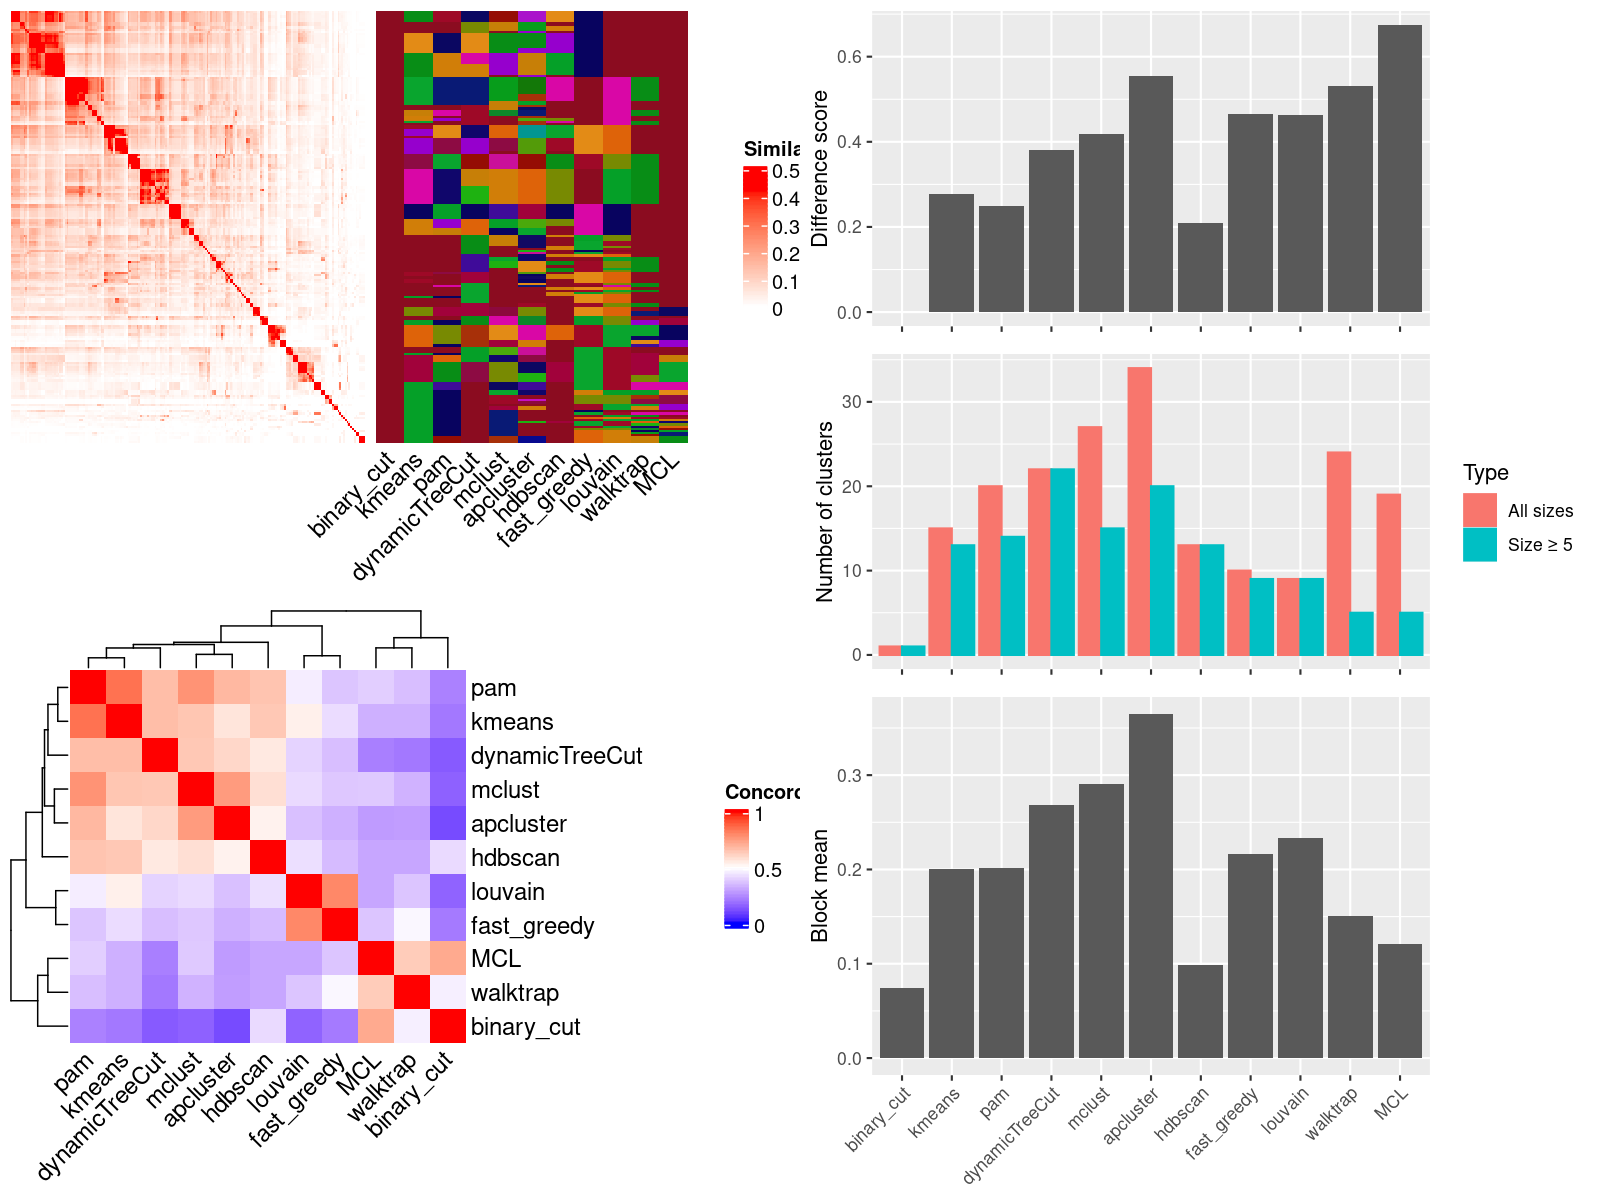 Simila
0.5
0.4
0.3
0.2
0.1
0
binary_cut
kmeans
pam
dynamicTreeCut
mclust
apcluster
hdbscan
fast_greedy
louvain
walktrap
MCL
pam
kmeans
dynamicTreeCut
mclust
apcluster
hdbscan
louvain
fast_greedy
MCL
walktrap
binary_cut
pam
kmeans
dynamicTreeCut
mclust
apcluster
hdbscan
louvain
fast_greedy
MCL
walktrap
binary_cut
Concord
1
0.5
0
Difference score
0.6
0.4
0.2
0.0
Number of clusters
30
20
10
0
Type
All sizes
Size ≥ 5
Block mean
0.3
0.2
0.1
0.0
binary_cut
kmeans
pam
dynamicTreeCut
mclust
apcluster
hdbscan
fast_greedy
louvain
walktrap
MCL